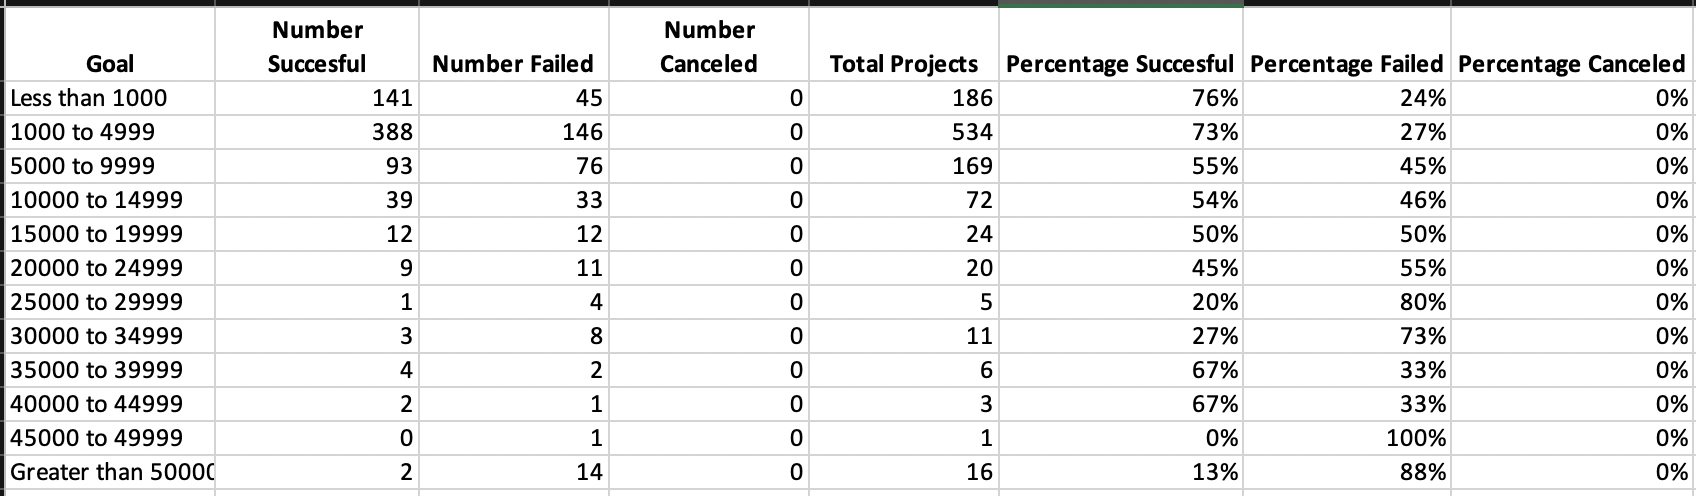 Goal Number Succesful Number Failed Number Canceled Total Projects Percentage Succesful Percentage Failed Percentage Canceled
Less than 1000 141 45 0 186 76% 24% 0%
1000 to 4999 388 146 0 534 73% 27% 0%
5000 to 9999 93 76 0 169 55% 45% 0%
10000 to 14999 39 33 0 72 54% 46% 0%
15000 to 19999 12 12 0 24 50% 50% 0%
20000 to 24999 9 11 0 20 45% 55% 0%
25000 to 29999 1 4 0 5 20% 80% 0%
30000 to 34999 3 8 0 11 27% 73% 0%
35000 to 39999 4 2 0 6 67% 33% 0%
40000 to 44999 2 1 0 3 67% 33% 0%
45000 to 49999 0 1 0 1 0% 100% 0%
Greater than 50000 2 14 0 16 13% 88% 0%